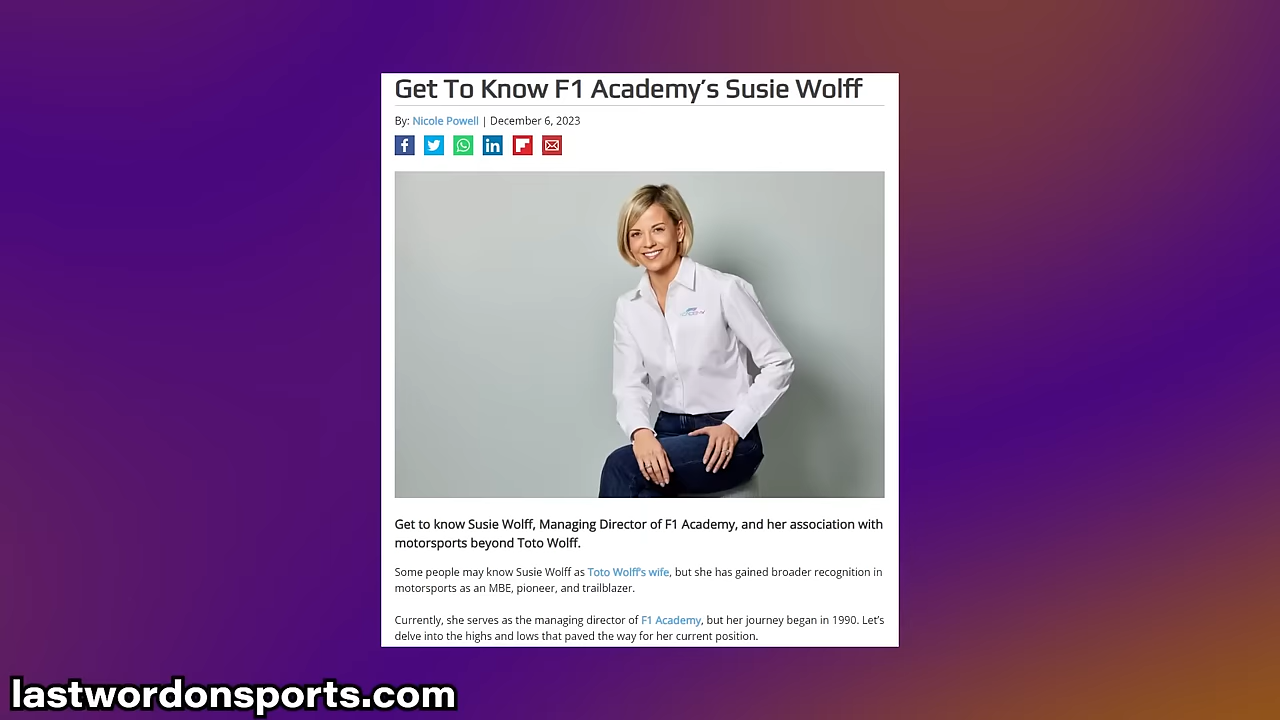 Get To Know F1 Academy’s Susie Wolff
By: Nicole Powell | December 6, 2023
Get to know Susie Wolff, Managing Director of F1 Academy, and her association with
motorsports beyond Toto Wolff.
Some people may know Susie Wolff as Toto Wolff's wife, but she has gained broader recognition in
motorsports as an MBE, pioneer, and trailblazer.
Currently, she serves as the managing director of F1 Academy, but her journey began in 1990. Let’s
delve into the highs and lows that paved the way for her current position.
lastwordonsports.com